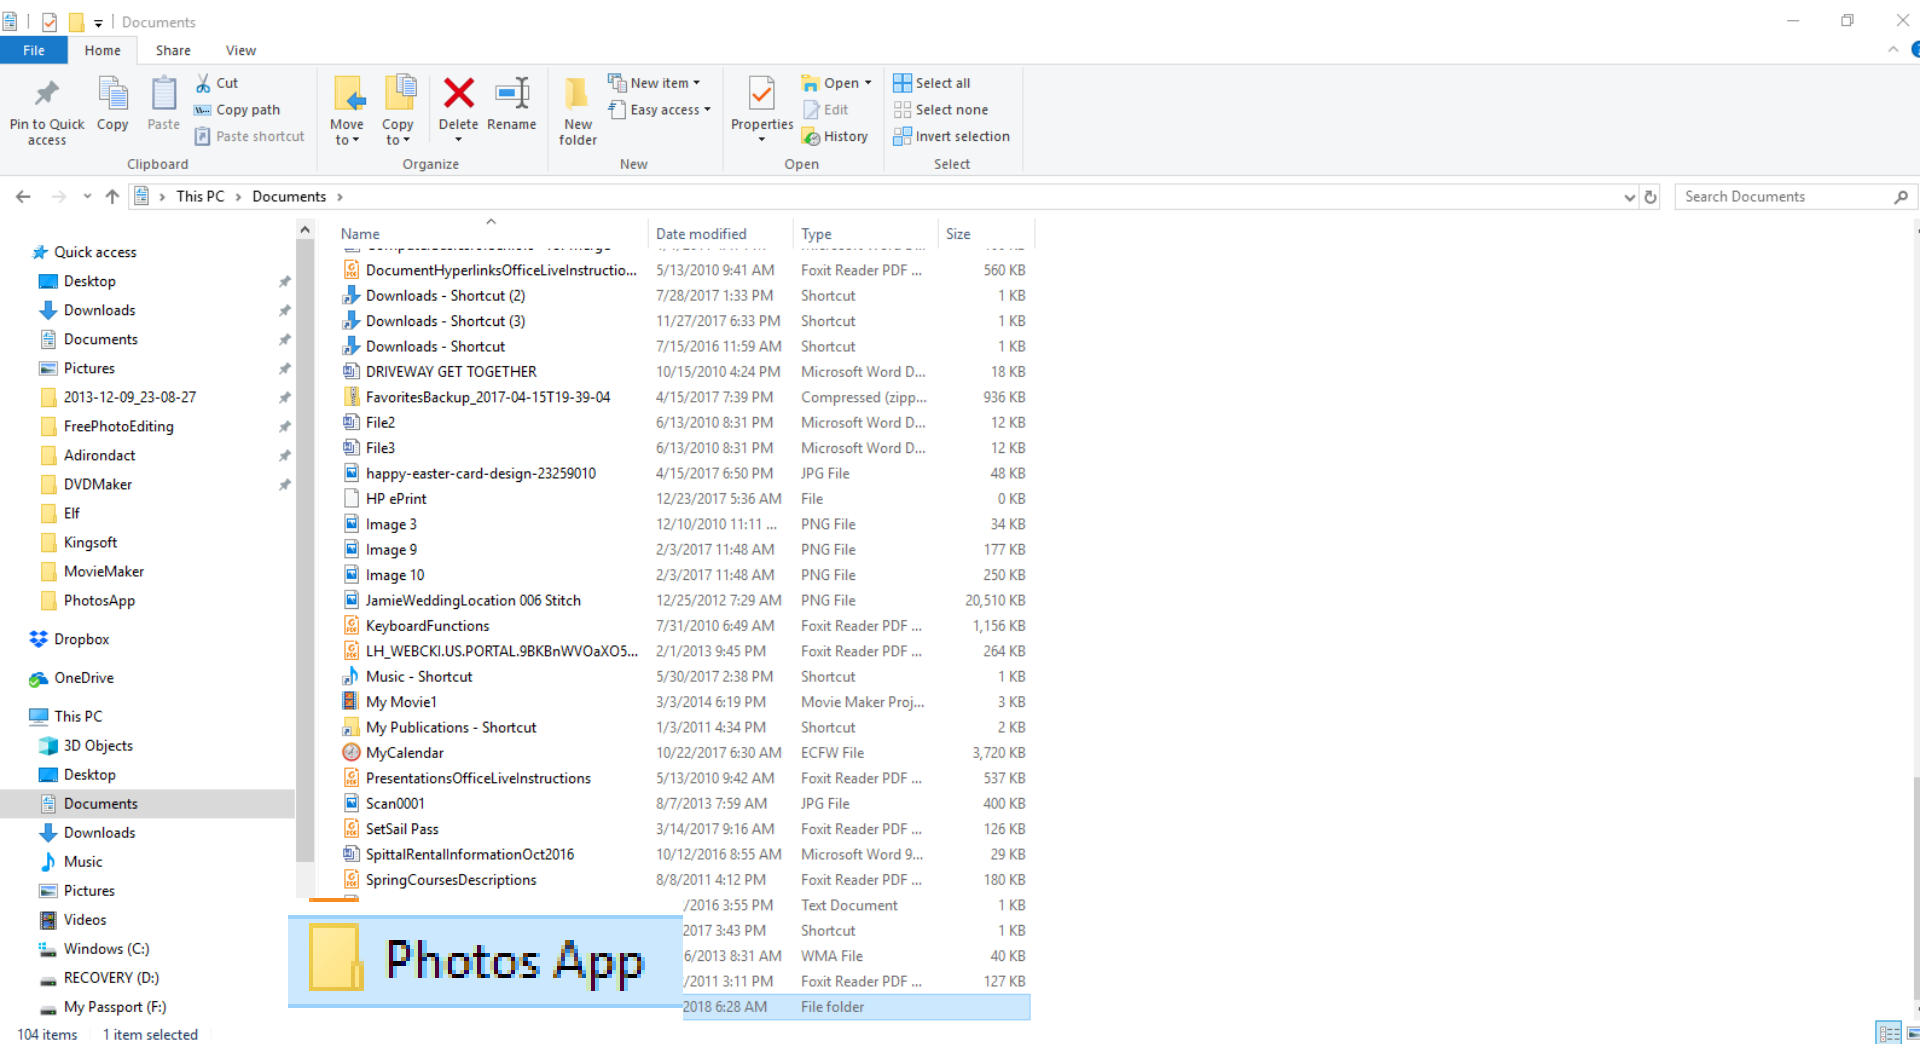 Documents
File Home Share View
Pin to Quick access
Copy
Paste
Cut
Copy path
Paste shortcut
Clipboard
Move to
Copy to
Delete
Rename
Organize
New folder
New item
Easy access
New
Properties
Open
Edit
History
Open
Select all
Select none
Invert selection
Select
This PC Documents
Search Documents
Quick access
Desktop
Downloads
Documents
Pictures
2013-12-09_23-08-27
FreePhotoEditing
Adirondact
DVDMaker
Elf
Kingsoft
MovieMaker
PhotosApp
Dropbox
OneDrive
This PC
3D Objects
Desktop
Documents
Downloads
Music
Pictures
Videos
Windows (C:)
RECOVERY (D:)
My Passport (F:)
Name Date modified Type Size
DocumentHyperlinksOfficeLiveInstructio... 5/13/2010 9:41 AM Foxit Reader PDF ... 560 KB
Downloads - Shortcut (2) 7/28/2017 1:33 PM Shortcut 1 KB
Downloads - Shortcut (3) 11/27/2017 6:33 PM Shortcut 1 KB
Downloads - Shortcut 7/15/2016 11:59 AM Shortcut 1 KB
DRIVEWAY GET TOGETHER 10/15/2010 4:24 PM Microsoft Word D... 18 KB
FavoritesBackup_2017-04-15T19-39-04 4/15/2017 7:39 PM Compressed (zipp... 936 KB
File2 6/13/2010 8:31 PM Microsoft Word D... 12 KB
File3 6/13/2010 8:31 PM Microsoft Word D... 12 KB
happy-easter-card-design-23259010 4/15/2017 6:50 PM JPG File 48 KB
HP ePrint 12/23/2017 5:36 AM File 0 KB
Image 3 12/10/2010 11:11 ... PNG File 34 KB
Image 9 2/3/2017 11:48 AM PNG File 177 KB
Image 10 2/3/2017 11:48 AM PNG File 250 KB
JamieWeddingLocation 006 Stitch 12/25/2012 7:29 AM PNG File 20,510 KB
KeyboardFunctions 7/31/2010 6:49 AM Foxit Reader PDF ... 1,156 KB
LH_WEBCKI.US.PORTAL.9BKBnWVOaXO5... 2/1/2013 9:45 PM Foxit Reader PDF ... 264 KB
Music - Shortcut 5/30/2017 2:38 PM Shortcut 1 KB
My Movie1 3/3/2014 6:19 PM Movie Maker Proj... 3 KB
My Publications - Shortcut 1/3/2011 4:34 PM Shortcut 2 KB
MyCalendar 10/22/2017 6:30 AM ECFW File 3,720 KB
PresentationsOfficeLiveInstructions 5/13/2010 9:42 AM Foxit Reader PDF ... 537 KB
Scan0001 8/7/2013 7:59 AM JPG File 400 KB
SetSail Pass 3/14/2017 9:16 AM Foxit Reader PDF ... 126 KB
SpittalRentalInformationOct2016 10/12/2016 8:55 AM Microsoft Word 9... 29 KB
SpringCoursesDescriptions 8/8/2011 4:12 PM Foxit Reader PDF ... 180 KB
/2016 3:55 PM Text Document 1 KB
2017 3:43 PM Shortcut 1 KB
6/2013 8:31 AM WMA File 40 KB
/2011 3:11 PM Foxit Reader PDF ... 127 KB
Photos App
2018 6:28 AM File folder
104 items 1 item selected